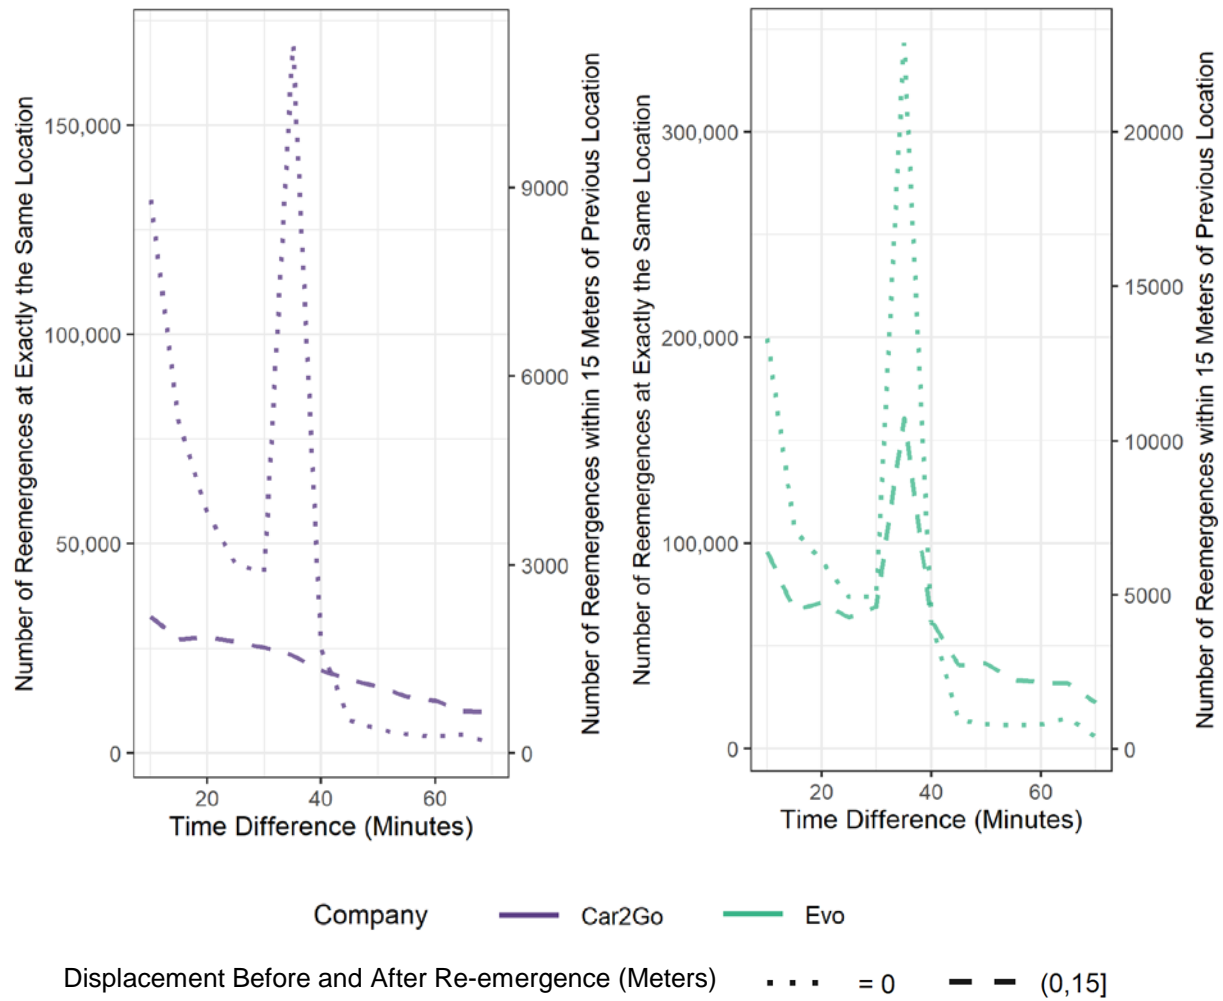 Number of Reemergences at Exactly the Same Location
150,000
100,000
50,000
0
9000
6000
3000
0
Number of Reemergences within 15 Meters of Previous Location
20 40 60
Time Difference (Minutes)
Number of Reemergences at Exactly the Same Location
300,000
200,000
100,000
0
20000
15000
10000
5000
0
Number of Reemergences within 15 Meters of Previous Location
20 40 60
Time Difference (Minutes)
Company Car2Go Evo
Displacement Before and After Re-emergence (Meters) = 0 (0,15]